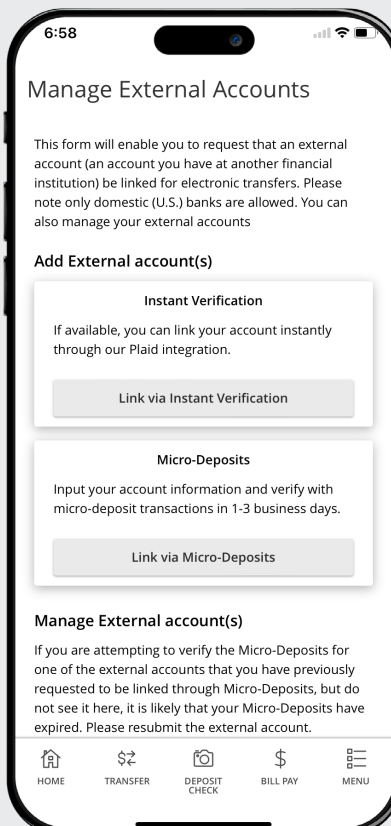 6:58
Manage External Accounts
This form will enable you to request that an external
account (an account you have at another financial
institution) be linked for electronic transfers. Please
note only domestic (U.S.) banks are allowed. You can
also manage your external accounts
Add External account(s)
Instant Verification
If available, you can link your account instantly
through our Plaid integration.
Link via Instant Verification
Micro-Deposits
Input your account information and verify with
micro-deposit transactions in 1-3 business days.
Link via Micro-Deposits
Manage External account(s)
If you are attempting to verify the Micro-Deposits for
one of the external accounts that you have previously
requested to be linked through Micro-Deposits, but do
not see it here, it is likely that your Micro-Deposits have
expired. Please resubmit the external account.
HOME TRANSFER DEPOSIT CHECK BILL PAY MENU